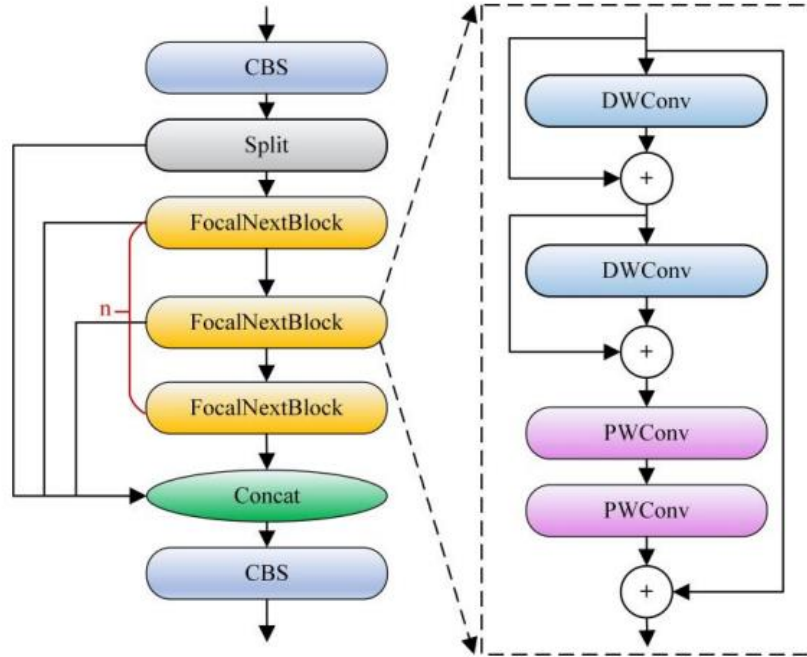 CBS
Split
FocalNextBlock
n
FocalNextBlock
FocalNextBlock
Concat
CBS
DWConv
+
DWConv
+
PWConv
PWConv
+